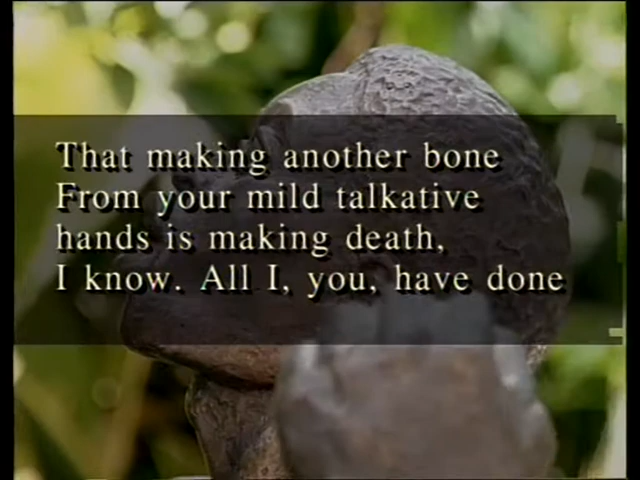 That making another bone
From your mild talkative
hands is making death,
I know. All I, you, have done